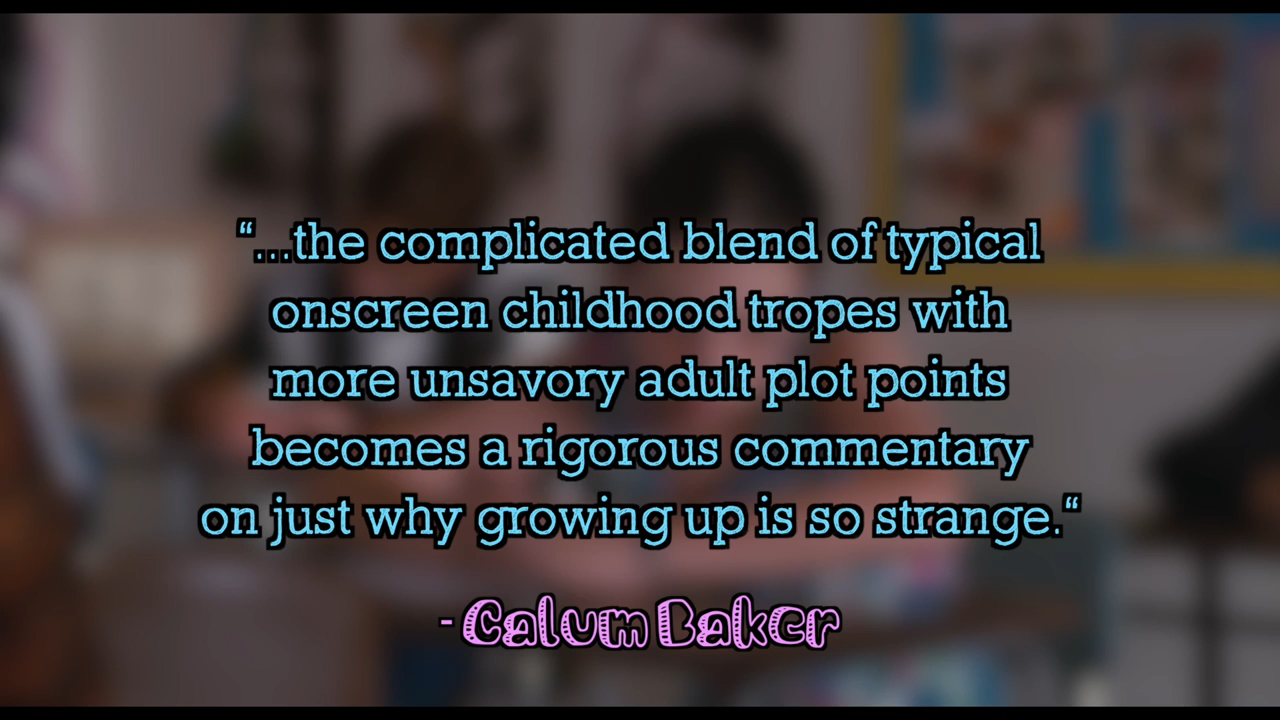 “...the complicated blend of typical
onscreen childhood tropes with
more unsavory adult plot points
becomes a rigorous commentary
on just why growing up is so strange.“
- Calum Baker